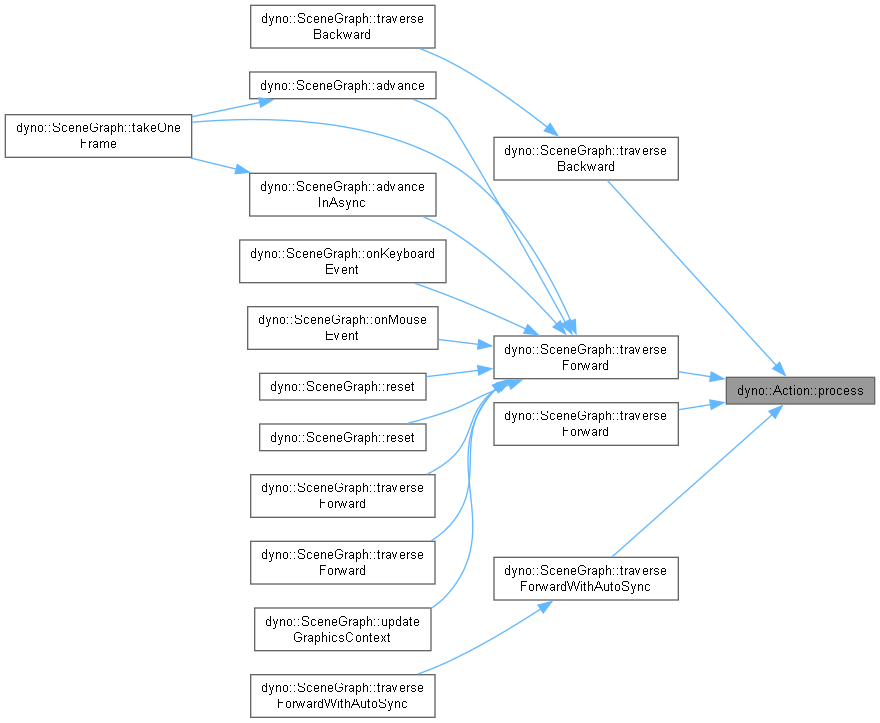 dyno::SceneGraph::traverse
Backward
dyno::SceneGraph::advance
dyno::SceneGraph::takeOne
Frame
dyno::SceneGraph::traverse
Backward
dyno::SceneGraph::advance
InAsync
dyno::SceneGraph::onKeyboard
Event
dyno::SceneGraph::onMouse
Event
dyno::SceneGraph::traverse
Forward
dyno::SceneGraph::reset
dyno::Action::process
dyno::SceneGraph::traverse
Forward
dyno::SceneGraph::reset
dyno::SceneGraph::traverse
Forward
dyno::SceneGraph::traverse
Forward
dyno::SceneGraph::traverse
ForwardWithAutoSync
dyno::SceneGraph::update
GraphicsContext
dyno::SceneGraph::traverse
ForwardWithAutoSync